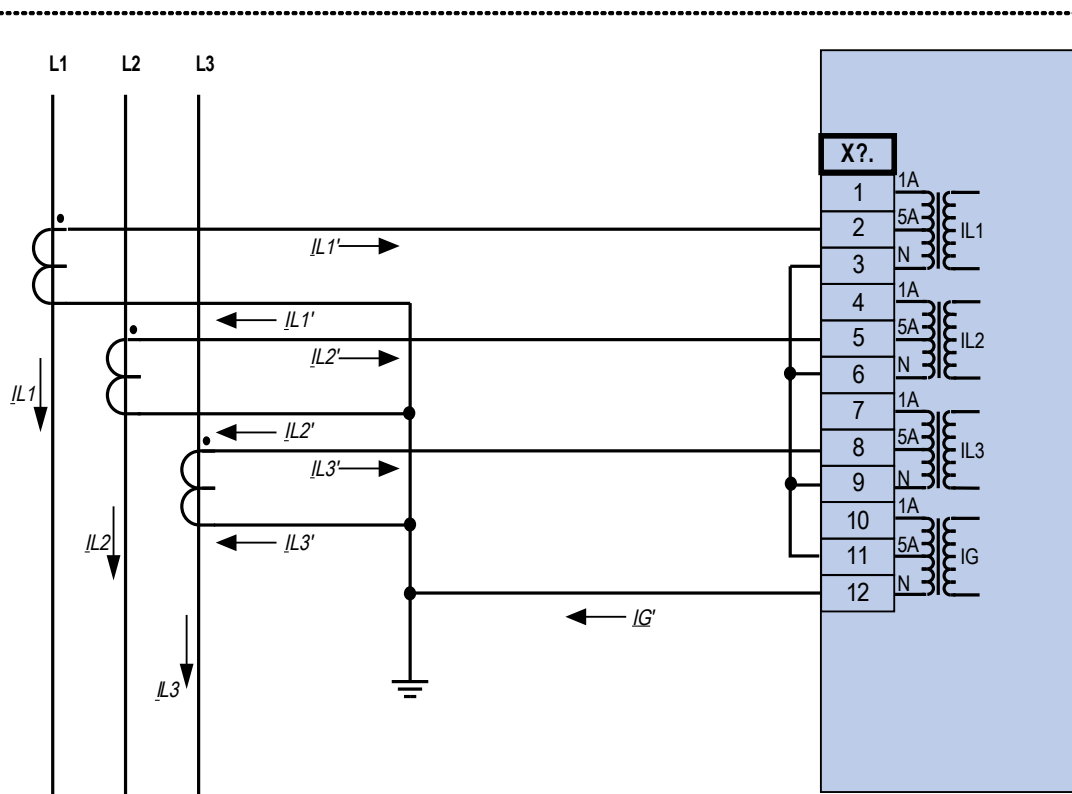 L1 L2 L3
X?.
1 1A
2 5A IL1
3 N
4 1A
5 5A IL2
6 N
7 1A
8 5A IL3
9 N
10 1A
11 5A IG
12 N
IL1'
IL1'
IL2'
IL1
IL2'
IL3'
IL2
IL3'
IG'
IL3